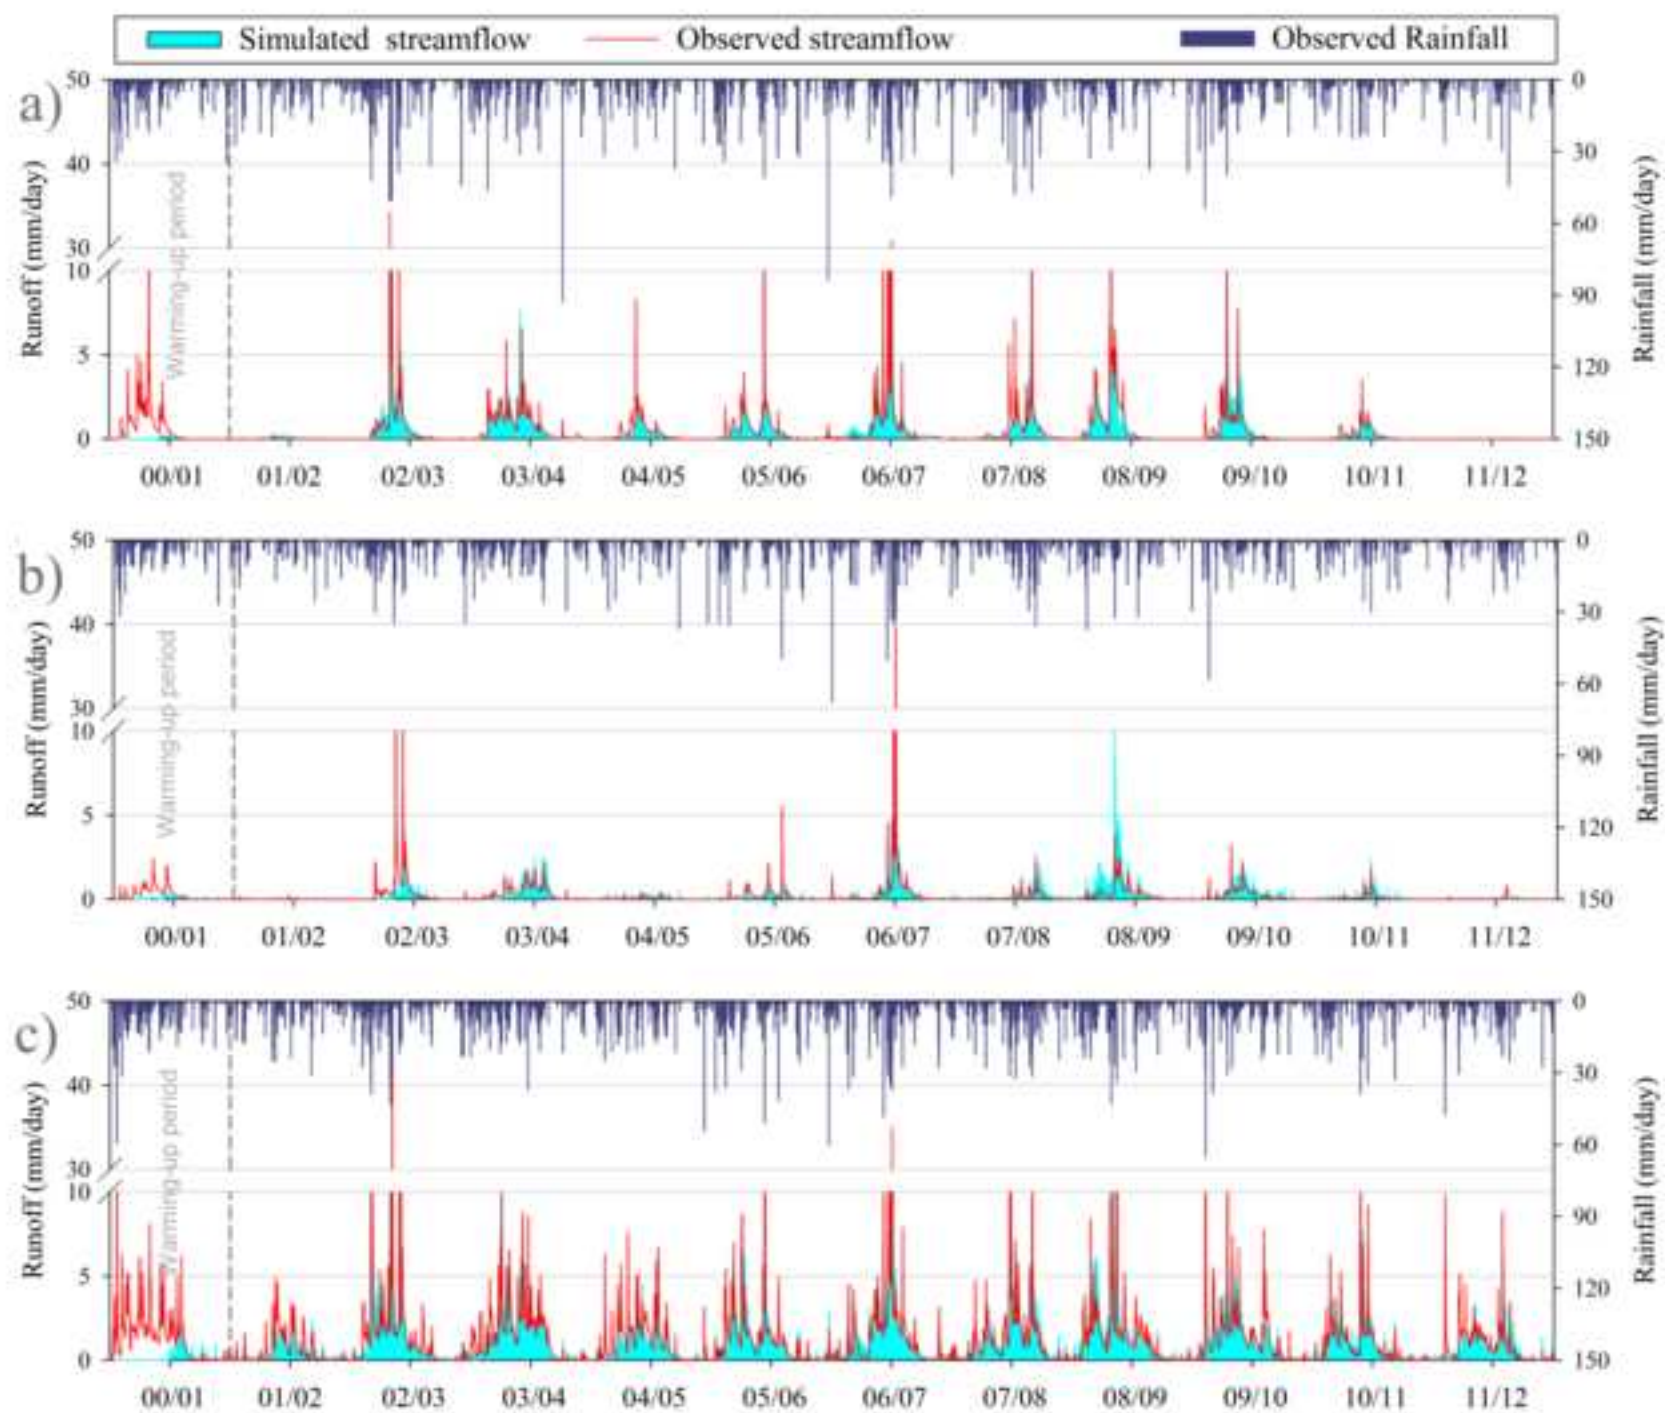 Simulated streamflow Observed streamflow Observed Rainfall
a)
50 0
40 30
30 60
10 90
5 120
0 150
Runoff (mm/day)
Warming-up period
Rainfall (mm/day)
00/01 01/02 02/03 03/04 04/05 05/06 06/07 07/08 08/09 09/10 10/11 11/12
b)
50 0
40 30
30 60
10 90
5 120
0 150
Runoff (mm/day)
Warming-up period
Rainfall (mm/day)
00/01 01/02 02/03 03/04 04/05 05/06 06/07 07/08 08/09 09/10 10/11 11/12
c)
50 0
40 30
30 60
10 90
5 120
0 150
Runoff (mm/day)
Warming-up period
Rainfall (mm/day)
00/01 01/02 02/03 03/04 04/05 05/06 06/07 07/08 08/09 09/10 10/11 11/12